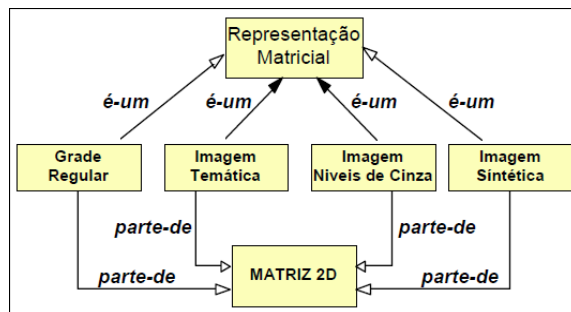 Representação
Matricial
é-um
é-um
é-um
é-um
Grade
Regular
Imagem
Temática
Imagem
Niveis de Cinza
Imagem
Síntética
parte-de
parte-de
parte-de
MATRIZ 2D
parte-de